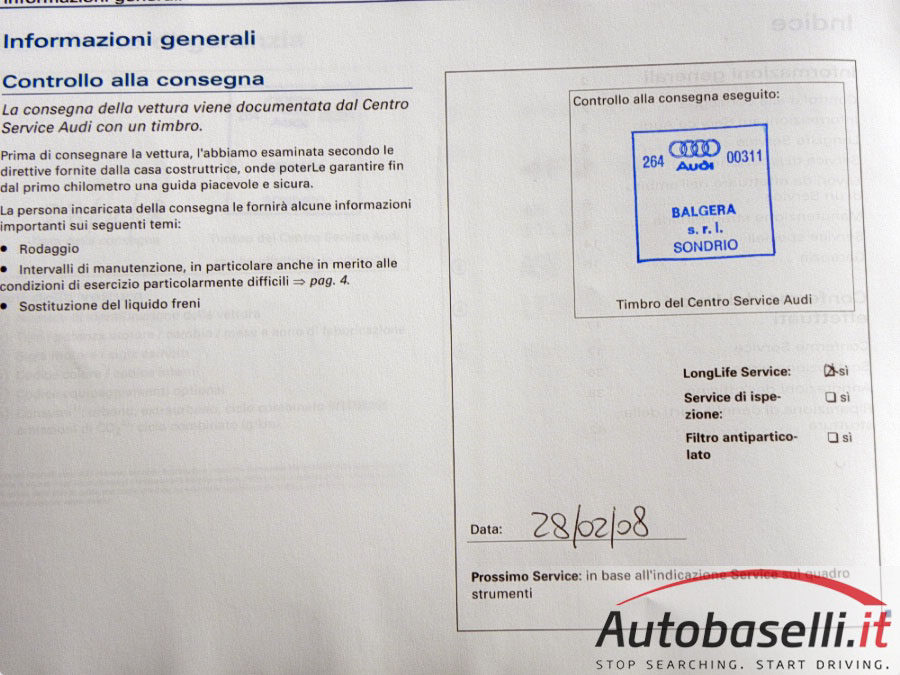 Informazioni generali
Informazioni generali
Controllo alla consegna
La consegna della vettura viene documentata dal Centro
Service Audi con un timbro.
Prima di consegnare la vettura, l'abbiamo esaminata secondo le
direttive fornite dalla casa costruttrice, onde poterLe garantire fin
dal primo chilometro una guida piacevole e sicura.
La persona incaricata della consegna le fornirà alcune informazioni
importanti sui seguenti temi:
● Rodaggio
● Intervalli di manutenzione, in particolare anche in merito alle
condizioni di esercizio particolarmente difficili ⇒ pag. 4.
● Sostituzione del liquido freni
Controllo alla consegna eseguito:
264 Audi 00311
BALGERA
s.r.l.
SONDRIO
Timbro del Centro Service Audi
LongLife Service: ☒ sì
Service di ispe-
zione: ❑ sì
Filtro antipartico-
lato ❑ sì
Data: 28/02/08
Prossimo Service: in base all'indicazione Service sul quadro
strumenti
Autobaselli.it
STOP SEARCHING. START DRIVING.